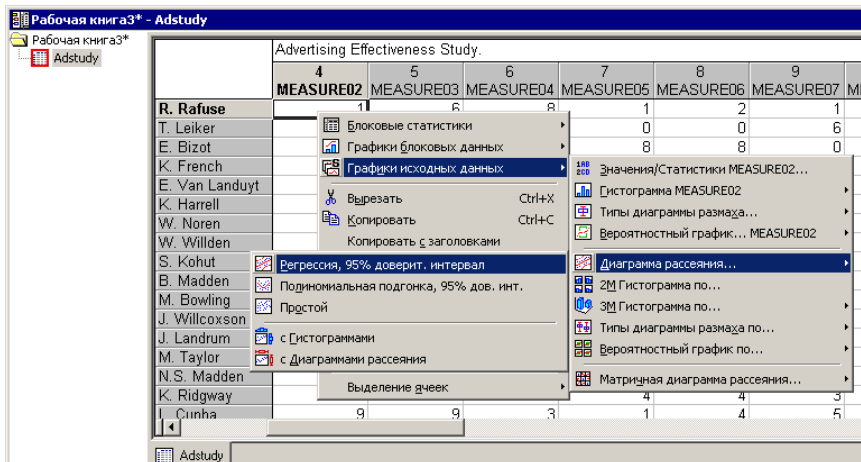 Рабочая книга3* - Adstudy
Рабочая книга3*
Adstudy
Advertising Effectiveness Study.
4 5 6 7 8 9
MEASURE02 MEASURE03 MEASURE04 MEASURE05 MEASURE06 MEASURE07 M
R. Rafuse 1 6 8 1 2 1
T. Leiker 0 0 6
E. Bizot 8 8 0
K. French
E. Van Landuyt
K. Harrell
W. Noren
W. Willden
S. Kohut
B. Madden
M. Bowling
J. Willcoxson
J. Landrum
M. Taylor
N.S. Madden
K. Ridgway 4 4 3
L. Cunha 9 9 3 1 4 5
Блоковые статистики
Графики блоковых данных
Графики исходных данных
Вырезать Ctrl+X
Копировать Ctrl+C
Копировать с заголовками
Выделение ячеек
Значения/Статистики MEASURE02...
Гистограмма MEASURE02
Типы диаграммы размаха...
Вероятностный график... MEASURE02
Диаграмма рассеяния...
2М Гистограмма по...
3М Гистограмма по...
Типы диаграммы размаха по...
Вероятностный график по...
Матричная диаграмма рассеяния...
Регрессия, 95% доверит. интервал
Полиномиальная подгонка, 95% дов. инт.
Простой
с Гистограммами
с Диаграммами рассеяния
Adstudy